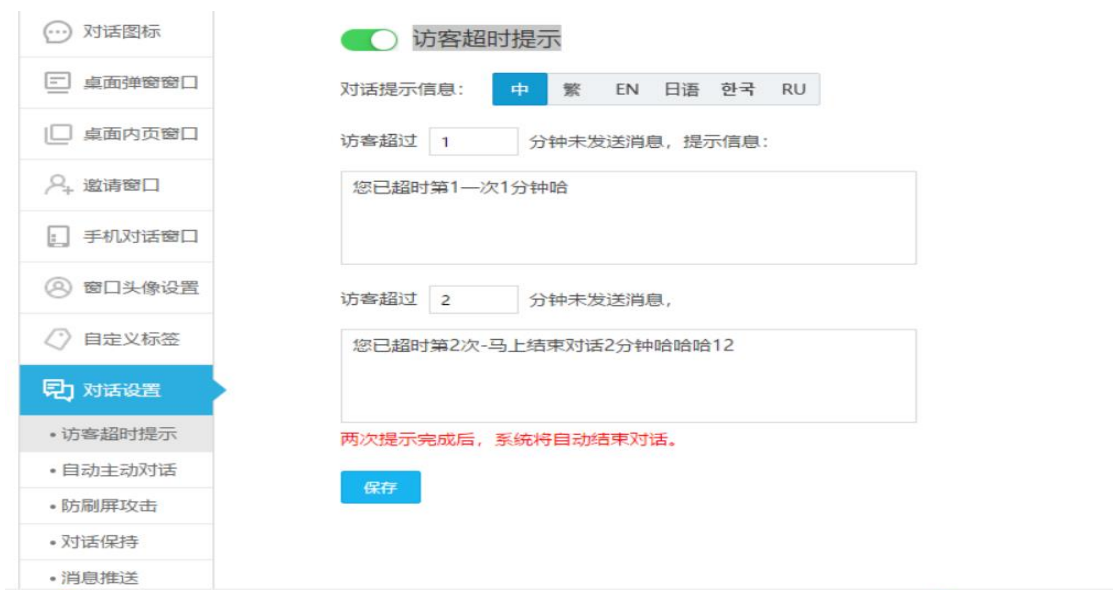 对话图标
桌面弹窗窗口
桌面内页窗口
邀请窗口
手机对话窗口
窗口头像设置
自定义标签
对话设置
•访客超时提示
•自动主动对话
•防刷屏攻击
•对话保持
•消息推送
访客超时提示
对话提示信息： 中 繁 EN 日语 한국 RU
访客超过 1 分钟未发送消息，提示信息：
您已超时第1—次1分钟哈
访客超过 2 分钟未发送消息，
您已超时第2次-马上结束对话2分钟哈哈哈12
两次提示完成后，系统将自动结束对话。
保存